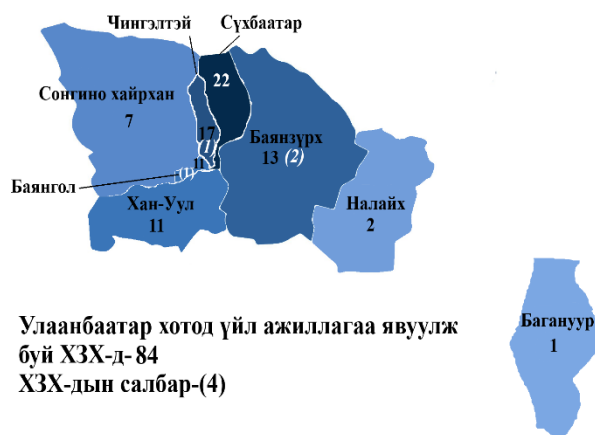 Чингэлтэй
Сүхбаатар
22
Сонгино хайрхан
7
17
(1)
Баянзүрх
13 (2)
11
(1)
Баянгол
Хан-Уул
11
Налайх
2
Багануур
1
Улаанбаатар хотод үйл ажиллагаа явуулж
буй ХЗХ-д- 84
ХЗХ-дын салбар-(4)